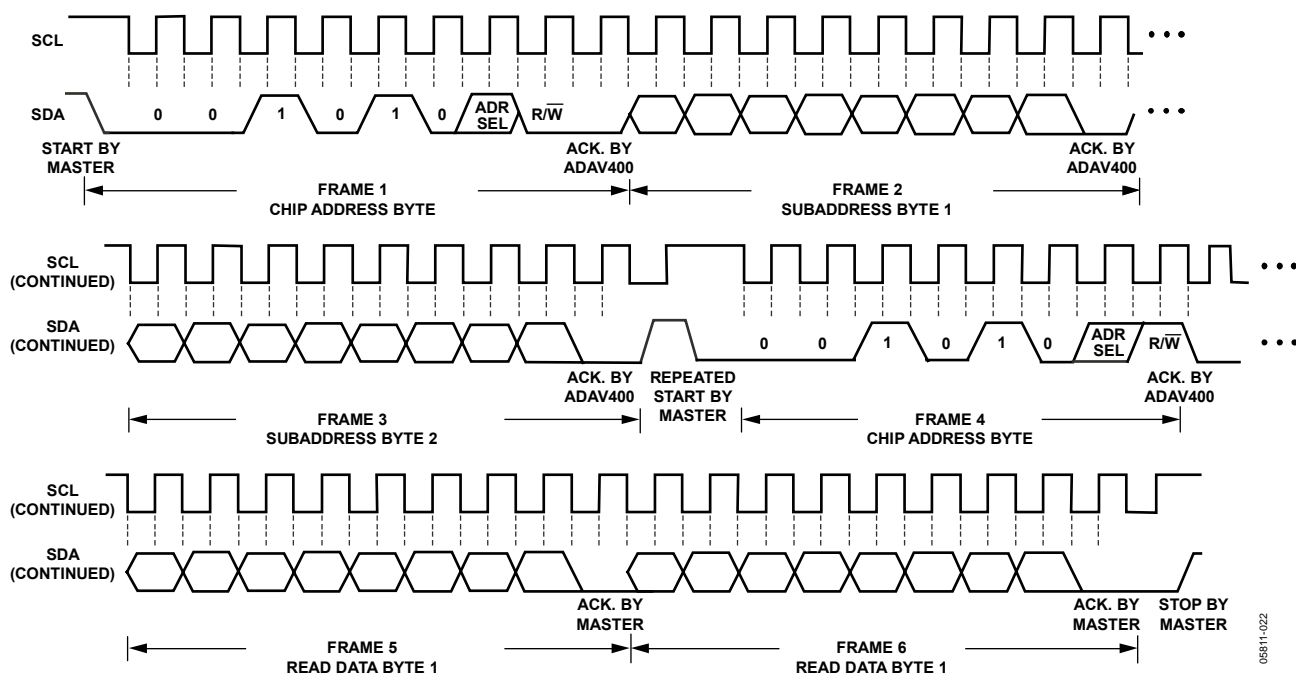 SCL
SDA
0 0 1 0 1 0 ADR SEL R/W̅
START BY MASTER
ACK. BY ADAV400
ACK. BY ADAV400
FRAME 1
CHIP ADDRESS BYTE
FRAME 2
SUBADDRESS BYTE 1
SCL
(CONTINUED)
SDA
(CONTINUED)
0 0 1 0 1 0 ADR SEL R/W̅
ACK. BY ADAV400
REPEATED START BY MASTER
ACK. BY ADAV400
FRAME 3
SUBADDRESS BYTE 2
FRAME 4
CHIP ADDRESS BYTE
SCL
(CONTINUED)
SDA
(CONTINUED)
ACK. BY MASTER
ACK. BY MASTER
STOP BY MASTER
FRAME 5
READ DATA BYTE 1
FRAME 6
READ DATA BYTE 1
05811-022